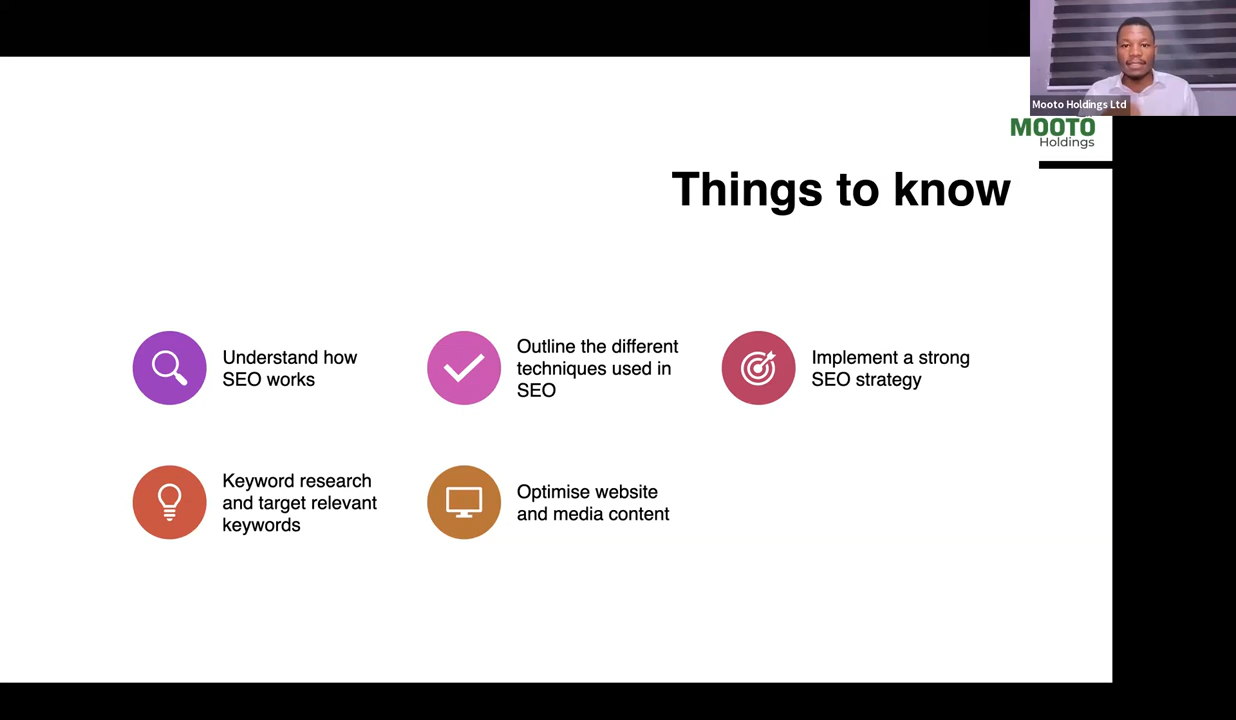 Mooto Holdings Ltd
MOOTO
Holdings
Things to know
Understand how
SEO works
Outline the different
techniques used in
SEO
Implement a strong
SEO strategy
Keyword research
and target relevant
keywords
Optimise website
and media content